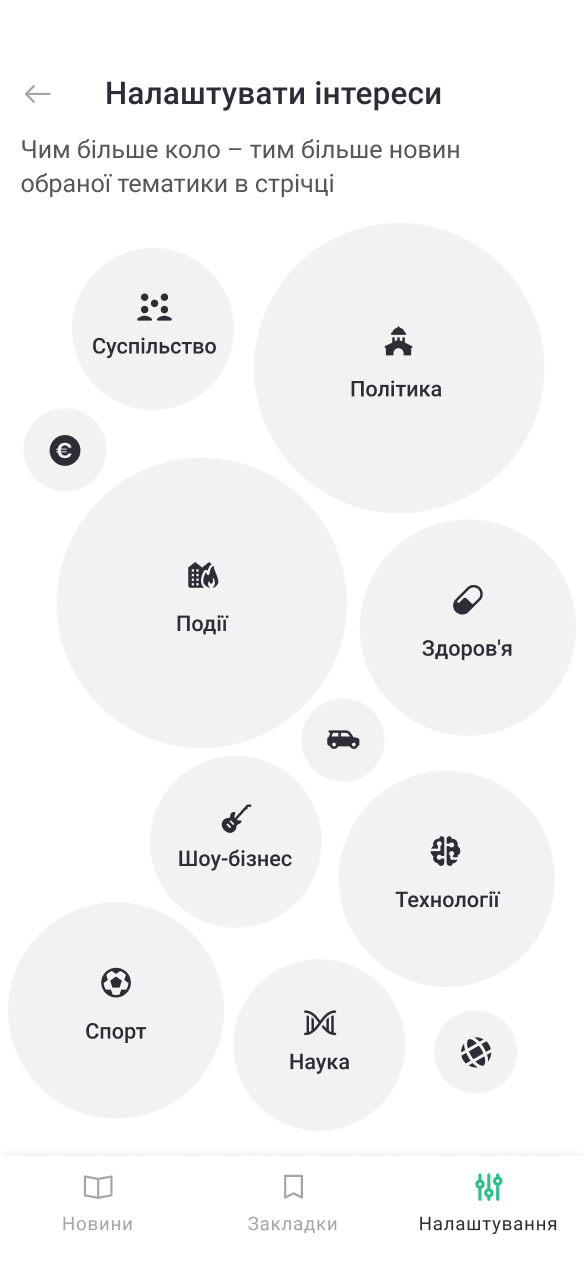 Налаштувати інтереси
Чим більше коло – тим більше новин
обраної тематики в стрічці
Суспільство
Політика
€
Події
Здоров'я
Шоу-бізнес
Технології
Спорт
Наука
Новини
Закладки
Налаштування